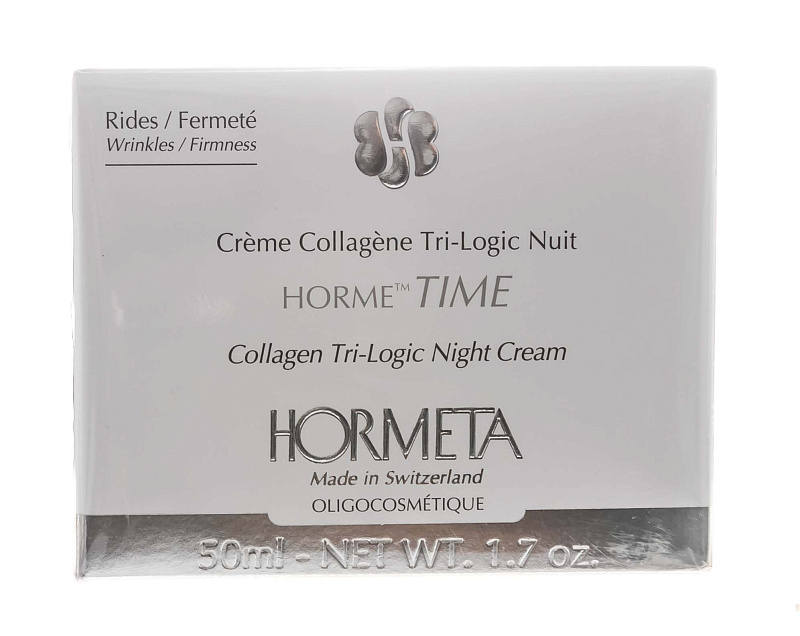 Rides / Fermeté
Wrinkles / Firmness
Crème Collagène Tri-Logic Nuit
HORME™ TIME
Collagen Tri-Logic Night Cream
HORMETA
Made in Switzerland
OLIGOCOSMÉTIQUE
50ml - NET WT. 1.7 oz.